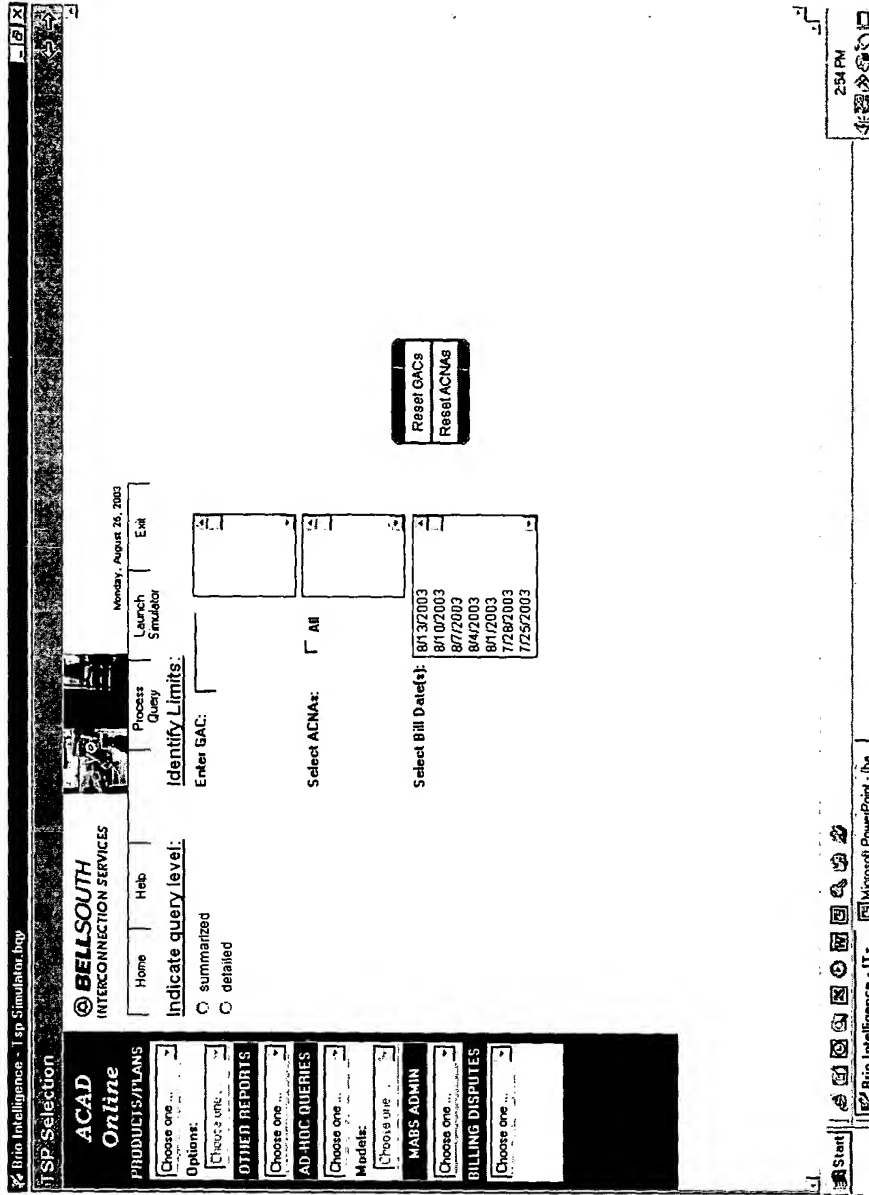 Brio Intelligence - Tsp Simulator.bqy
TSP Selection
ACAD
Online
PRODUCTS/PLANS
Choose one ...
Options:
Choose one...
OTHER REPORTS
Choose one ...
AD-HOC QUERIES
Choose one ...
Models:
Choose one ...
MABS ADMIN
Choose one ...
BILLING DISPUTES
Choose one ...
BELLSOUTH
INTERCONNECTION SERVICES
Monday, August 26, 2003
Home
Help
Process
Query
Launch
Simulator
Exit
Indicate query level:
summarized
detailed
Identify Limits:
Enter GAC:
Select ACNAs:
All
Select Bill Date(s):
8/13/2003
8/10/2003
8/7/2003
8/4/2003
8/1/2003
7/28/2003
7/25/2003
Reset GACs
Reset ACNAs
Start
Brio Intelligence - [T-
Microsoft PowerPoint - [be
2:54 PM